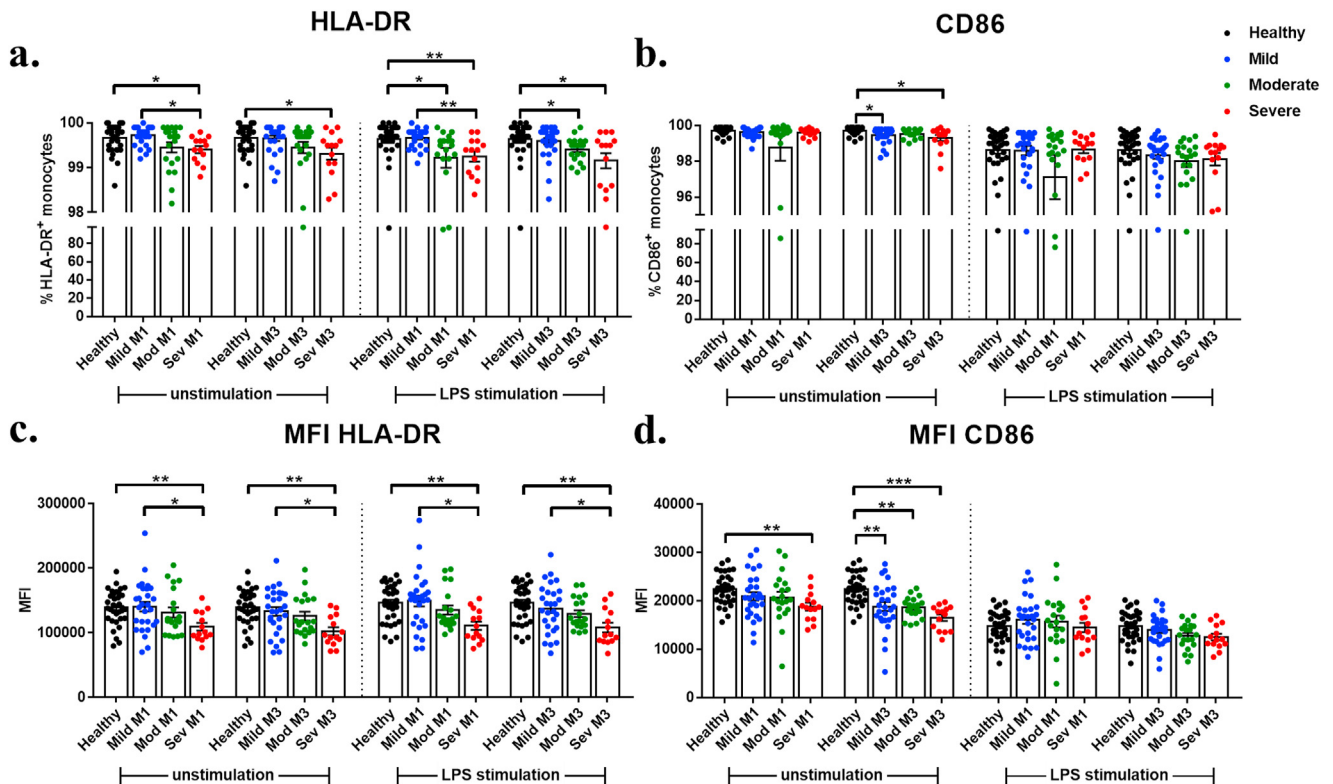 HLA-DR
CD86
Healthy
Mild
Moderate
Severe
a.
**
*
*
*
*
**
*
*
% HLA-DR+ monocytes
100
99
98
80
60
40
20
0
Healthy
Mild M1
Mod M1
Sev M1
Healthy
Mild M3
Mod M3
Sev M3
Healthy
Mild M1
Mod M1
Sev M1
Healthy
Mild M3
Mod M3
Sev M3
unstimulation
LPS stimulation
b.
*
*
% CD86+ monocytes
100
98
96
80
60
40
20
0
Healthy
Mild M1
Mod M1
Sev M1
Healthy
Mild M3
Mod M3
Sev M3
Healthy
Mild M1
Mod M1
Sev M1
Healthy
Mild M3
Mod M3
Sev M3
unstimulation
LPS stimulation
c.
MFI HLA-DR
**
*
**
*
**
*
**
*
MFI
300000
200000
100000
0
Healthy
Mild M1
Mod M1
Sev M1
Healthy
Mild M3
Mod M3
Sev M3
Healthy
Mild M1
Mod M1
Sev M1
Healthy
Mild M3
Mod M3
Sev M3
unstimulation
LPS stimulation
d.
MFI CD86
***
**
**
**
MFI
40000
30000
20000
10000
0
Healthy
Mild M1
Mod M1
Sev M1
Healthy
Mild M3
Mod M3
Sev M3
Healthy
Mild M1
Mod M1
Sev M1
Healthy
Mild M3
Mod M3
Sev M3
unstimulation
LPS stimulation